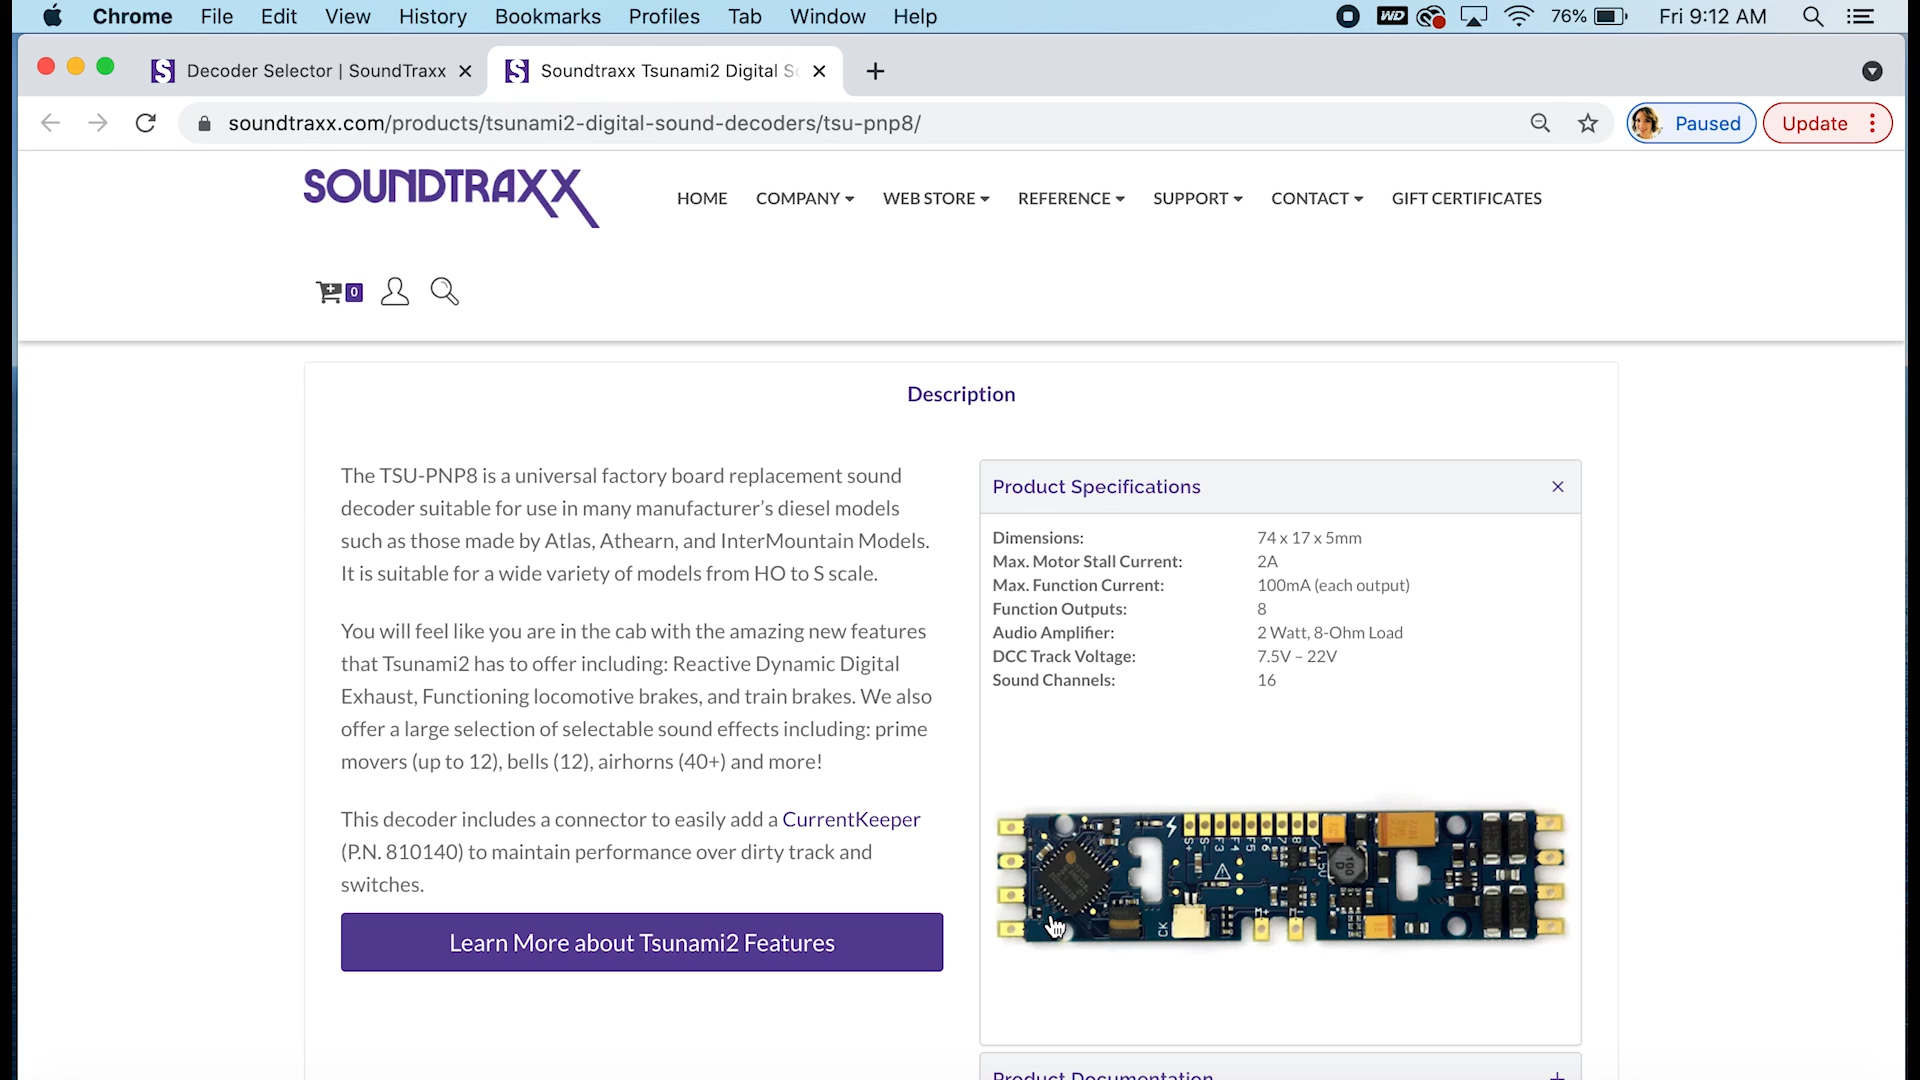 Chrome File Edit View History Bookmarks Profiles Tab Window Help WD 76% Fri 9:12 AM
Decoder Selector | SoundTraxx Soundtraxx Tsunami2 Digital S
soundtraxx.com/products/tsunami2-digital-sound-decoders/tsu-pnp8/ Paused Update
SOUNDTRAXX
HOME COMPANY WEB STORE REFERENCE SUPPORT CONTACT GIFT CERTIFICATES
0
Description
The TSU-PNP8 is a universal factory board replacement sound
decoder suitable for use in many manufacturer's diesel models
such as those made by Atlas, Athearn, and InterMountain Models.
It is suitable for a wide variety of models from HO to S scale.
You will feel like you are in the cab with the amazing new features
that Tsunami2 has to offer including: Reactive Dynamic Digital
Exhaust, Functioning locomotive brakes, and train brakes. We also
offer a large selection of selectable sound effects including: prime
movers (up to 12), bells (12), airhorns (40+) and more!
This decoder includes a connector to easily add a CurrentKeeper
(P.N. 810140) to maintain performance over dirty track and
switches.
Learn More about Tsunami2 Features
Product Specifications
Dimensions: 74 x 17 x 5mm
Max. Motor Stall Current: 2A
Max. Function Current: 100mA (each output)
Function Outputs: 8
Audio Amplifier: 2 Watt, 8-Ohm Load
DCC Track Voltage: 7.5V – 22V
Sound Channels: 16
S+ S- F3 F4 F5 F6
100
CK M+ M-
Product Documentation